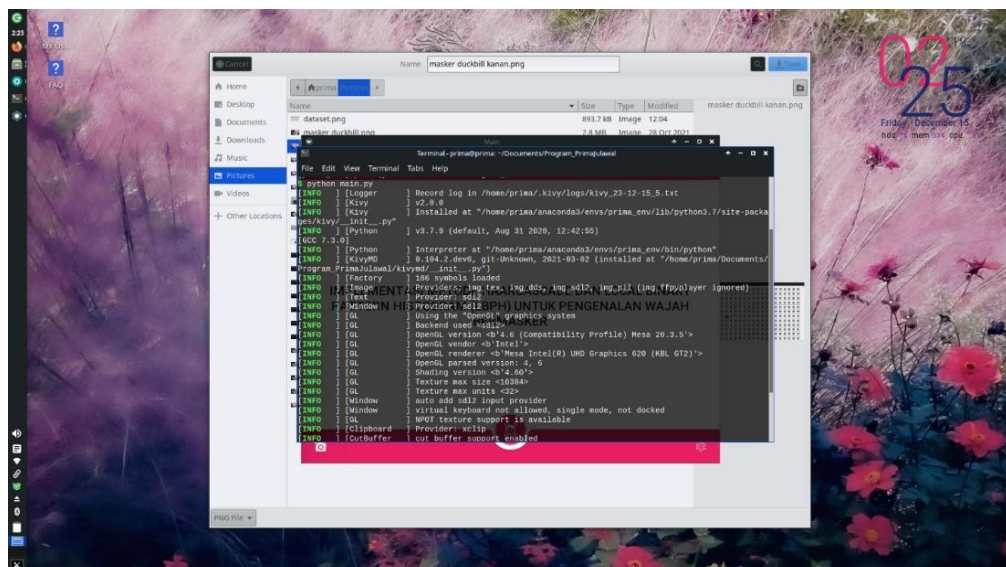 2:25
FAQ
Cancel
Name
masker duckbill kanan.png
Save
Home
Desktop
Documents
Downloads
Music
Pictures
Videos
Other Locations
prima
Pictures
Name
Size
Type
Modified
dataset.png
893.7 kB
Image
12:04
masker duckbill.png
2.8 MB
Image
28 Oct 2021
masker duckbill kanan.png
PNG File
02
25
Friday, December 15
hdd
mem
cpu
Main
Terminal - prima@prima: ~/Documents/Program_PrimaJulawal
File Edit View Terminal Tabs Help
$ python main.py
[INFO ] [Logger ] Record log in /home/prima/.kivy/logs/kivy_23-12-15_5.txt
[INFO ] [Kivy ] v2.0.0
[INFO ] [Kivy ] Installed at "/home/prima/anaconda3/envs/prima_env/lib/python3.7/site-packa
ges/kivy/__init__.py"
[INFO ] [Python ] v3.7.9 (default, Aug 31 2020, 12:42:55)
[GCC 7.3.0]
[INFO ] [Python ] Interpreter at "/home/prima/anaconda3/envs/prima_env/bin/python"
[INFO ] [KivyMD ] 0.104.2.dev0, git-Unknown, 2021-03-02 (installed at "/home/prima/Documents/
Program_PrimaJulawal/kivymd/__init__.py")
[INFO ] [Factory ] 186 symbols loaded
[INFO ] [Image ] Providers: img_tex, img_dds, img_sdl2, img_pil (img_ffpyplayer ignored)
[INFO ] [Text ] Provider: sdl2
[INFO ] [Window ] Provider: sdl2
[INFO ] [GL ] Using the "OpenGL" graphics system
[INFO ] [GL ] Backend used <sdl2>
[INFO ] [GL ] OpenGL version <b'4.6 (Compatibility Profile) Mesa 20.3.5'>
[INFO ] [GL ] OpenGL vendor <b'Intel'>
[INFO ] [GL ] OpenGL renderer <b'Mesa Intel(R) UHD Graphics 620 (KBL GT2)'>
[INFO ] [GL ] OpenGL parsed version: 4, 6
[INFO ] [GL ] Shading version <b'4.60'>
[INFO ] [GL ] Texture max size <16384>
[INFO ] [GL ] Texture max units <32>
[INFO ] [Window ] auto add sdl2 input provider
[INFO ] [Window ] virtual keyboard not allowed, single mode, not docked
[INFO ] [GL ] NPOT texture support is available
[INFO ] [Clipboard ] Provider: xclip
[INFO ] [CutBuffer ] cut buffer support enabled
UNTUK PENGENALAN WAJAH
MASKER